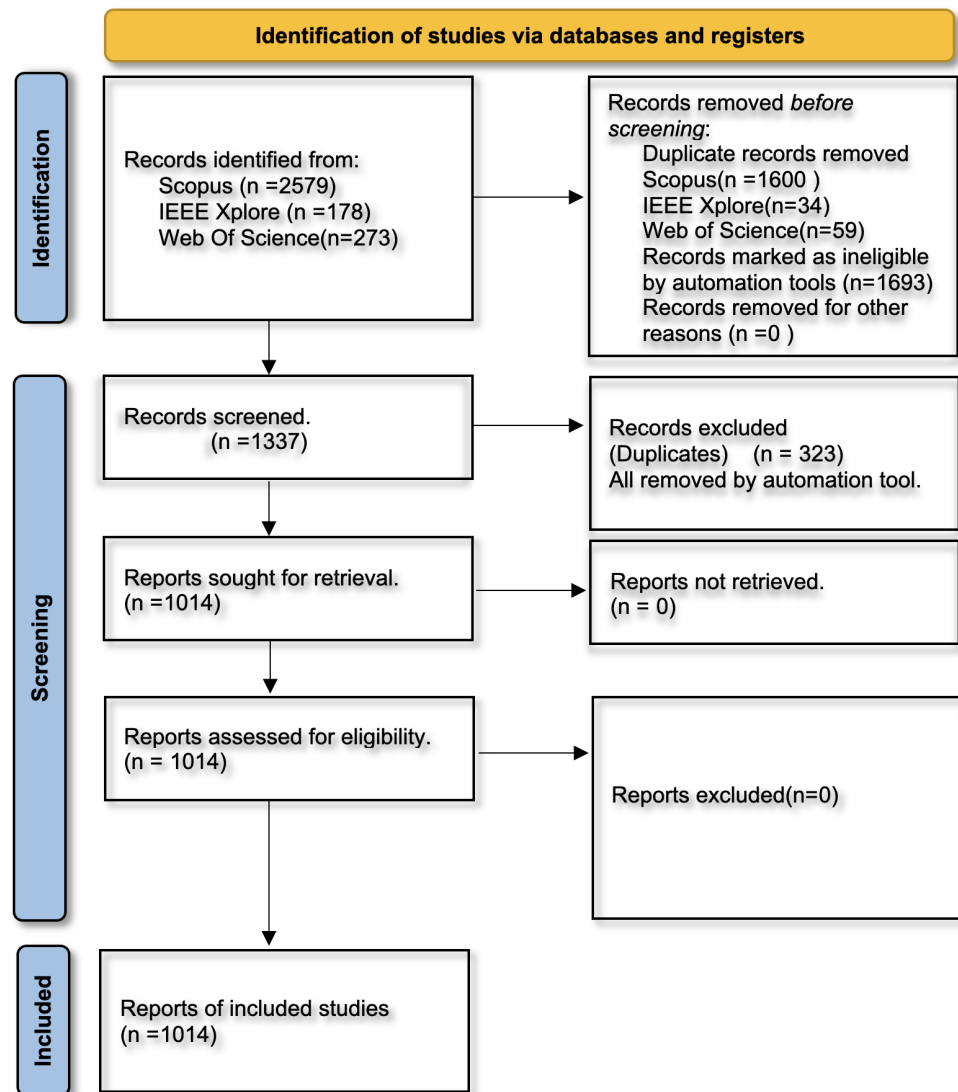 Identification of studies via databases and registers
Identification
Records identified from:
Scopus (n =2579)
IEEE Xplore (n =178)
Web Of Science(n=273)
Records removed before
screening:
Duplicate records removed
Scopus(n =1600 )
IEEE Xplore(n=34)
Web of Science(n=59)
Records marked as ineligible
by automation tools (n=1693)
Records removed for other
reasons (n =0 )
Screening
Records screened.
(n =1337)
Records excluded
(Duplicates) (n = 323)
All removed by automation tool.
Reports sought for retrieval.
(n =1014)
Reports not retrieved.
(n = 0)
Reports assessed for eligibility.
(n = 1014)
Reports excluded(n=0)
Included
Reports of included studies
(n =1014)